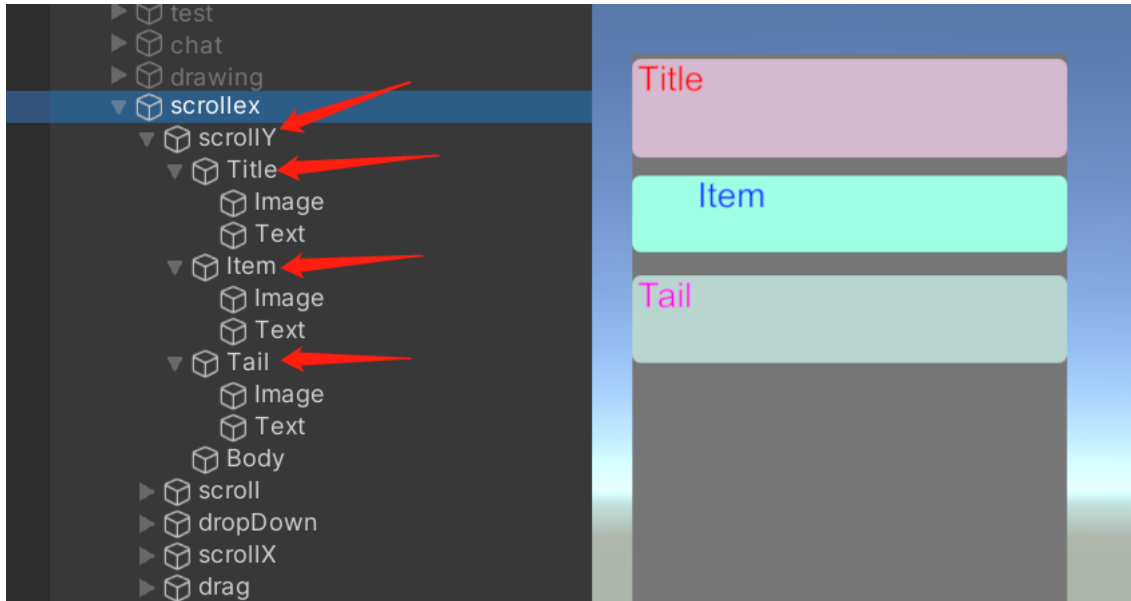 test
chat
drawing
scrollex
scrollY
Title
Image
Text
Item
Image
Text
Tail
Image
Text
Body
scroll
dropDown
scrollX
drag
Title
Item
Tail